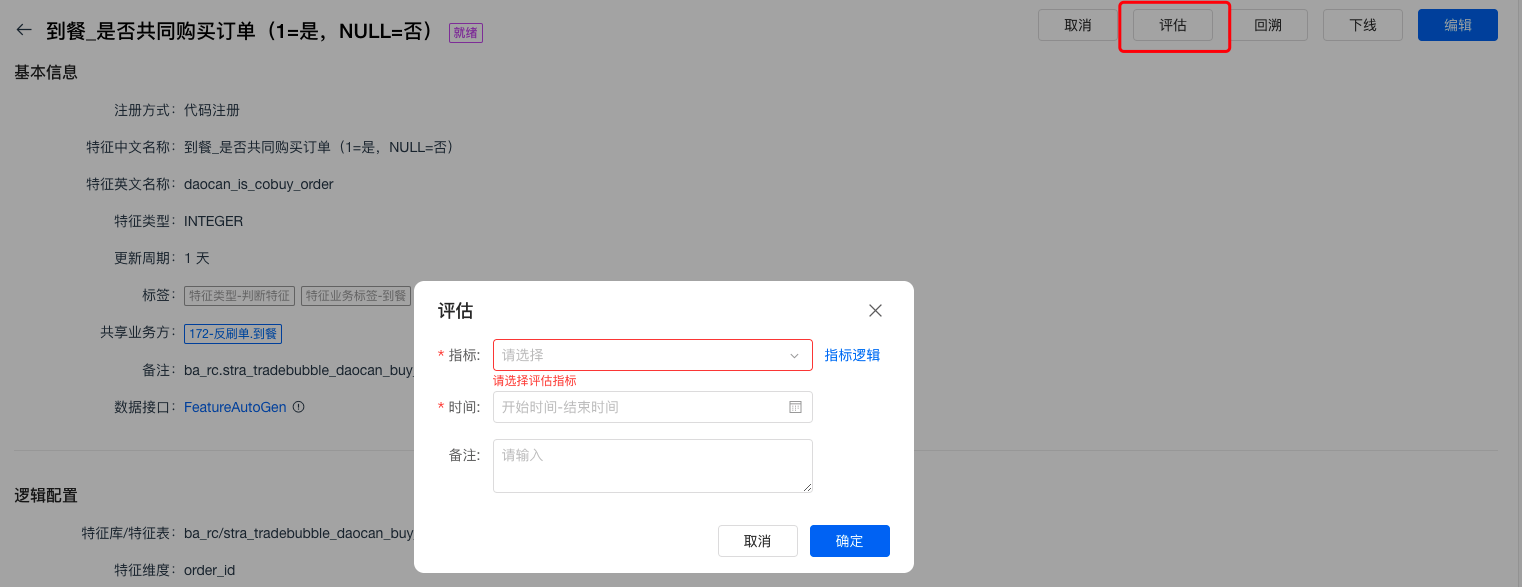 到餐_是否共同购买订单（1=是，NULL=否） 就绪 取消 评估 回溯 下线 编辑
基本信息
注册方式： 代码注册
特征中文名称： 到餐_是否共同购买订单（1=是，NULL=否）
特征英文名称： daocan_is_cobuy_order
特征类型： INTEGER
更新周期： 1 天
标签： 特征类型-判断特征 特征业务标签-到餐
共享业务方： 172-反刷单.到餐
备注： ba_rc.stra_tradebubble_daocan_buy_
数据接口： FeatureAutoGen
逻辑配置
特征库/特征表： ba_rc/stra_tradebubble_daocan_buy_
特征维度： order_id
评估
* 指标: 请选择 指标逻辑
请选择评估指标
* 时间: 开始时间-结束时间
备注: 请输入
取消 确定